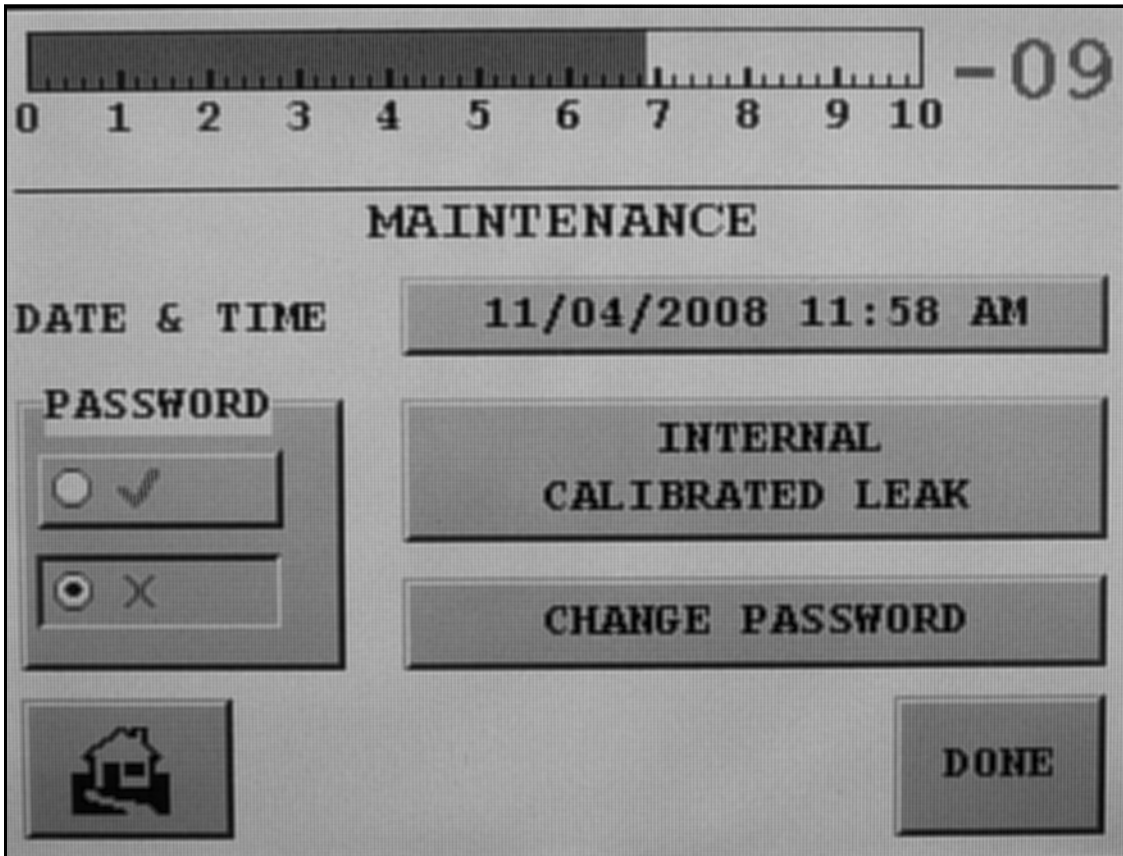 -09
0 1 2 3 4 5 6 7 8 9 10
MAINTENANCE
DATE & TIME 11/04/2008 11:58 AM
PASSWORD
INTERNAL
CALIBRATED LEAK
CHANGE PASSWORD
DONE